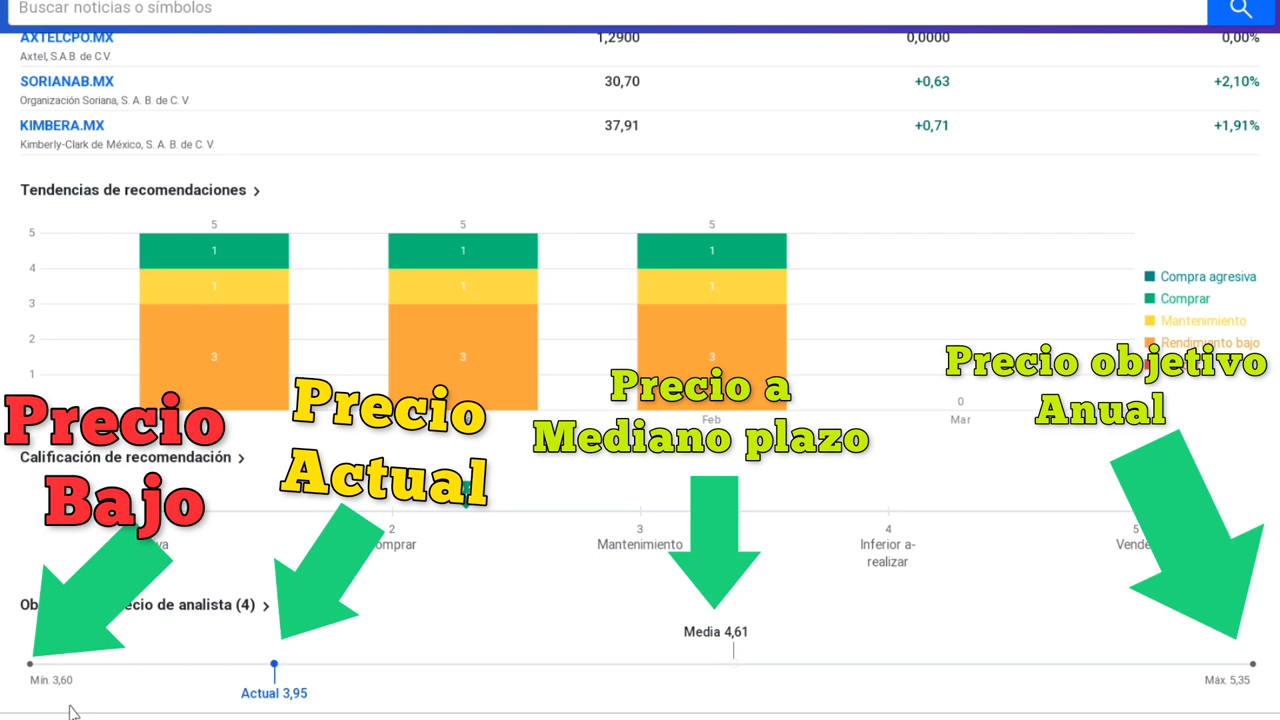 Buscar noticias o símbolos
AXTELCPO.MX 1,2900 0,0000 0,00%
Axtel, S.A.B. de C.V.
SORIANAB.MX 30,70 +0,63 +2,10%
Organización Soriana, S. A. B. de C. V.
KIMBERA.MX 37,91 +0,71 +1,91%
Kimberly-Clark de México, S. A. B. de C. V.
Tendencias de recomendaciones
5 5 5
5
4
3
2
1
1 1 1
1 1 1
3 3 3
0
Feb Mar
Compra agresiva
Comprar
Mantenimiento
Rendimiento bajo
Precio
Bajo
Precio
Actual
Precio a
Mediano plazo
Precio objetivo
Anual
Calificación de recomendación
2 3 4 5
Mantenimiento Inferior a-
realizar
de analista (4)
Media 4,61
Mín. 3,60 Máx. 5,35
Actual 3,95